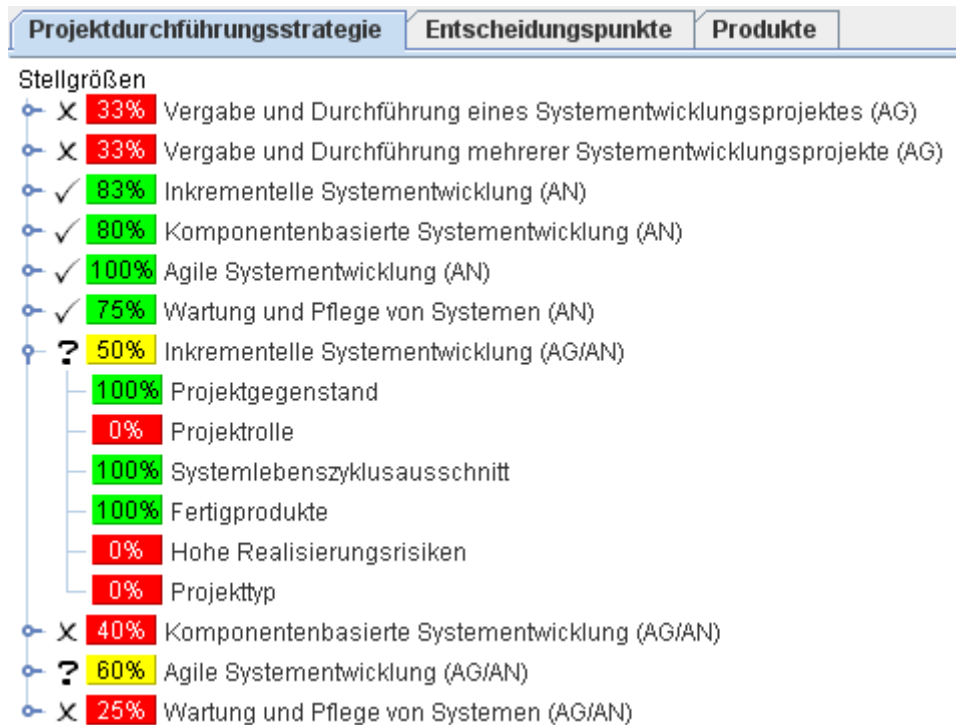 Projektdurchführungsstrategie Entscheidungspunkte Produkte
Stellgrößen
33% Vergabe und Durchführung eines Systementwicklungsprojektes (AG)
33% Vergabe und Durchführung mehrerer Systementwicklungsprojekte (AG)
83% Inkrementelle Systementwicklung (AN)
80% Komponentenbasierte Systementwicklung (AN)
100% Agile Systementwicklung (AN)
75% Wartung und Pflege von Systemen (AN)
? 50% Inkrementelle Systementwicklung (AG/AN)
100% Projektgegenstand
0% Projektrolle
100% Systemlebenszyklusausschnitt
100% Fertigprodukte
0% Hohe Realisierungsrisiken
0% Projekttyp
40% Komponentenbasierte Systementwicklung (AG/AN)
? 60% Agile Systementwicklung (AG/AN)
25% Wartung und Pflege von Systemen (AG/AN)